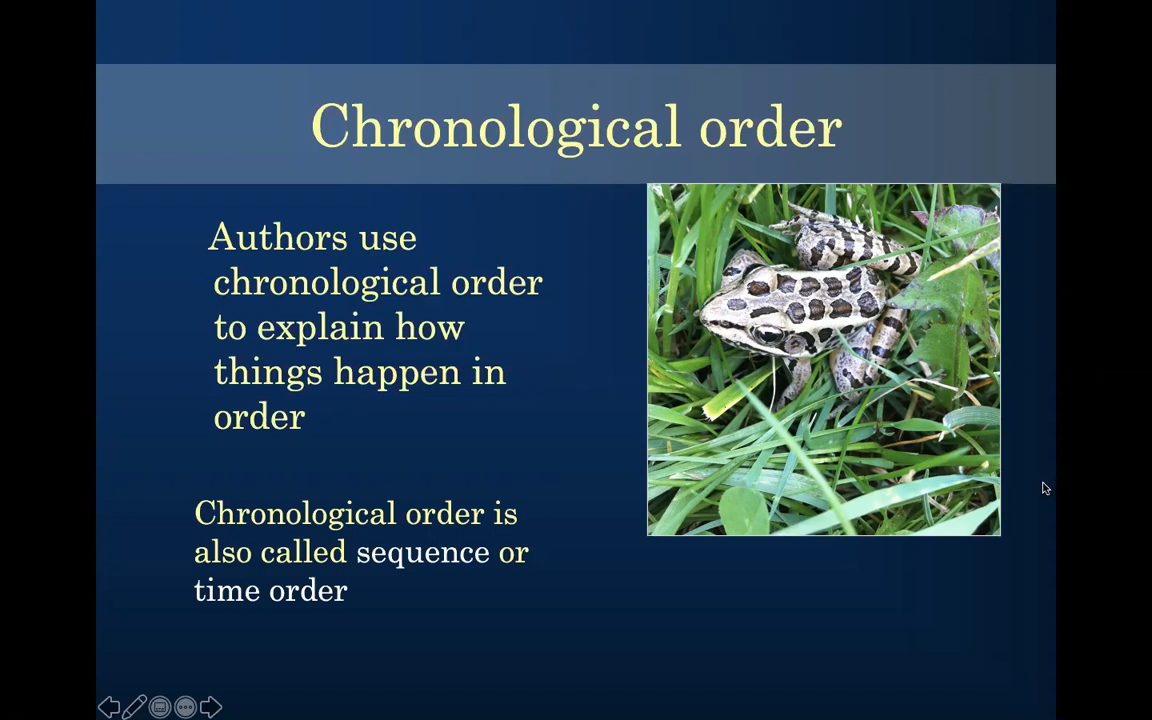 Chronological order
Authors use
chronological order
to explain how
things happen in
order
Chronological order is
also called sequence or
time order